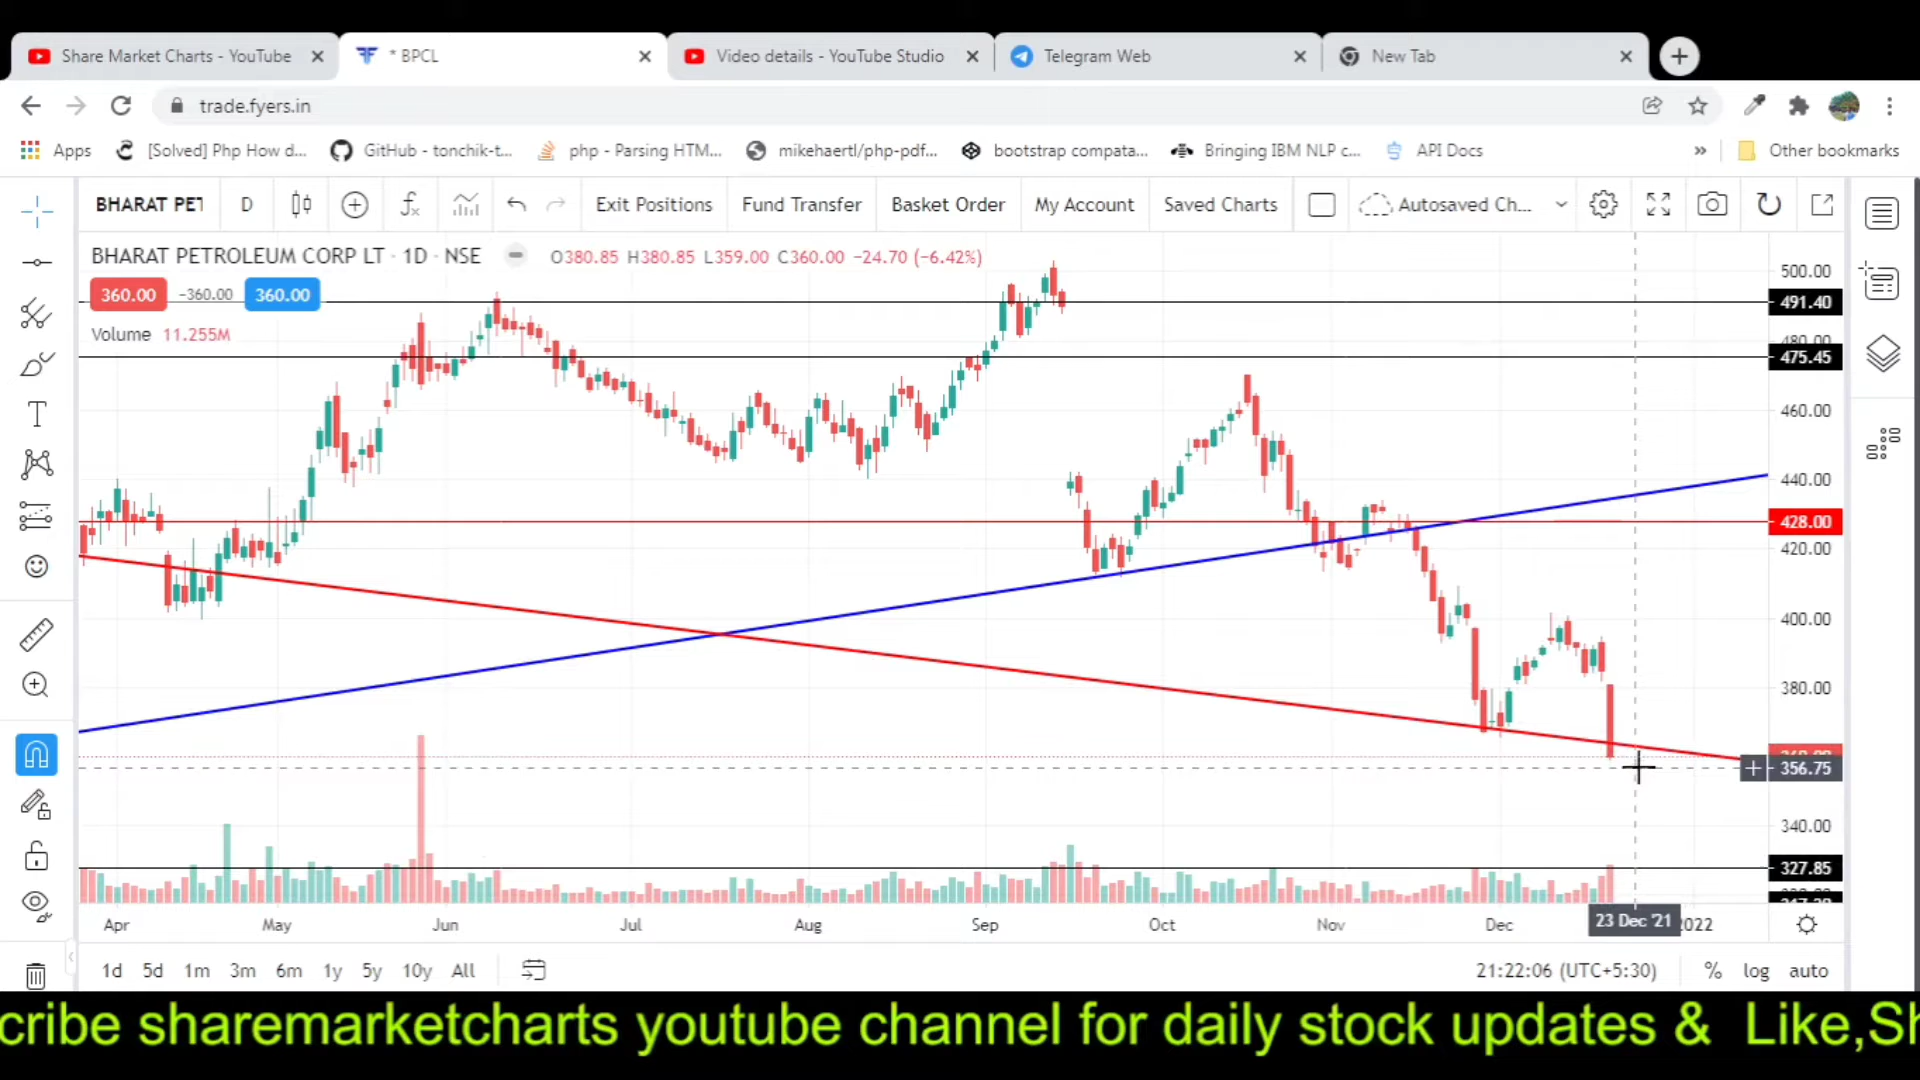 Share Market Charts - YouTube
* BPCL
Video details - YouTube Studio
Telegram Web
New Tab
trade.fyers.in
Apps
[Solved] Php How d...
GitHub - tonchik-t...
php - Parsing HTM...
mikehaertl/php-pdf...
bootstrap compata...
Bringing IBM NLP c...
API Docs
Other bookmarks
BHARAT PET
D
Exit Positions
Fund Transfer
Basket Order
My Account
Saved Charts
Autosaved Ch...
BHARAT PETROLEUM CORP LT · 1D · NSE
O380.85 H380.85 L359.00 C360.00 −24.70 (−6.42%)
360.00 −360.00 360.00
Volume 11.255M
500.00
491.40
480.00
475.45
460.00
440.00
428.00
420.00
400.00
380.00
356.75
340.00
327.85
Apr May Jun Jul Aug Sep Oct Nov Dec 23 Dec '21 2022
1d 5d 1m 3m 6m 1y 5y 10y All
21:22:06 (UTC+5:30) % log auto
cribe sharemarketcharts youtube channel for daily stock updates & Like,Sh